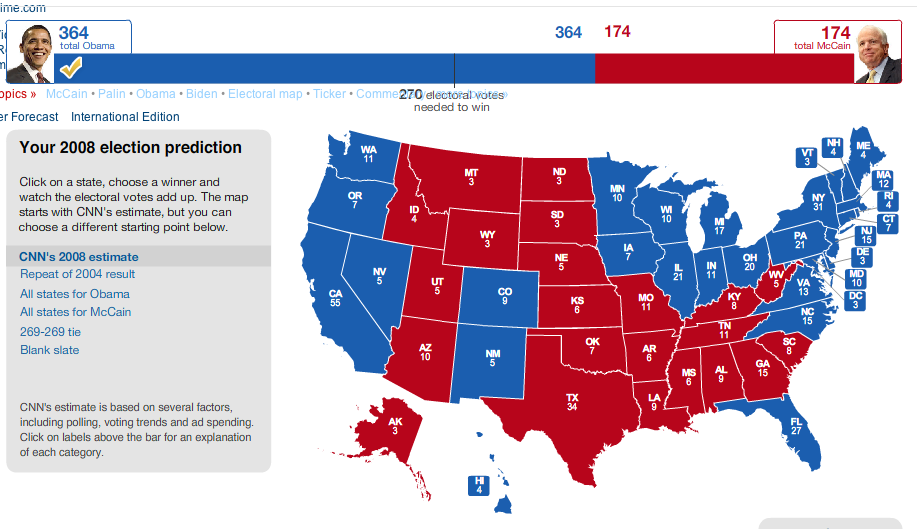 ime.com
364
total Obama
364 174
174
total McCain
opics » McCain • Palin • Obama • Biden • Electoral map • Ticker •
270 electoral votes
needed to win
er Forecast International Edition
Your 2008 election prediction
Click on a state, choose a winner and
watch the electoral votes add up. The map
starts with CNN's estimate, but you can
choose a different starting point below.
CNN's 2008 estimate
Repeat of 2004 result
All states for Obama
All states for McCain
269-269 tie
Blank slate
CNN's estimate is based on several factors,
including polling, voting trends and ad spending.
Click on labels above the bar for an explanation
of each category.
WA
11
OR
7
CA
55
NV
5
ID
4
MT
3
WY
3
UT
5
AZ
10
CO
9
NM
5
ND
3
SD
3
NE
5
KS
6
OK
7
TX
34
MN
10
IA
7
MO
11
AR
6
LA
9
WI
10
IL
21
MI
17
IN
11
OH
20
KY
8
TN
11
MS
6
AL
9
GA
15
FL
27
SC
8
NC
15
VA
13
WV
5
PA
21
NY
31
VT
3
NH
4
ME
4
MA
12
RI
4
CT
7
NJ
15
DE
3
MD
10
DC
3
AK
3
HI
4